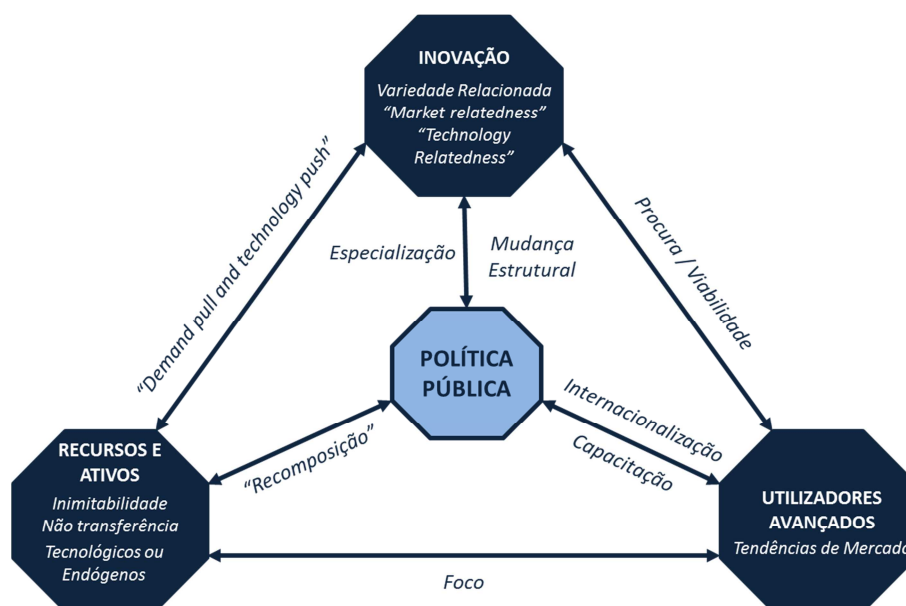 INOVAÇÃO
Variedade Relacionada
“Market relatedness”
“Technology
Relatedness”
“Demand pull and technology push”
Procura / Viabilidade
Especialização
Mudança
Estrutural
POLÍTICA
PÚBLICA
“Recomposição”
Internacionalização
Capacitação
RECURSOS E
ATIVOS
Inimitabilidade
Não transferência
Tecnológicos ou
Endógenos
UTILIZADORES
AVANÇADOS
Tendências de Mercado
Foco